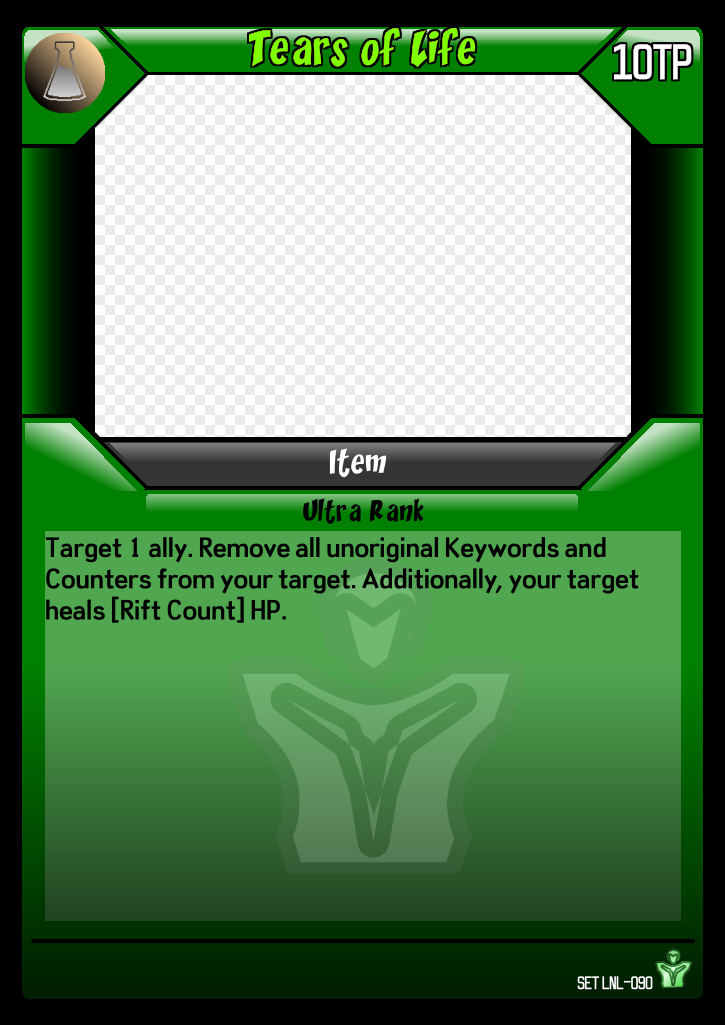 Tears of Life
10TP
Item
Ultra Rank
Target 1 ally. Remove all unoriginal Keywords and
Counters from your target. Additionally, your target
heals [Rift Count] HP.
SET LNL-090